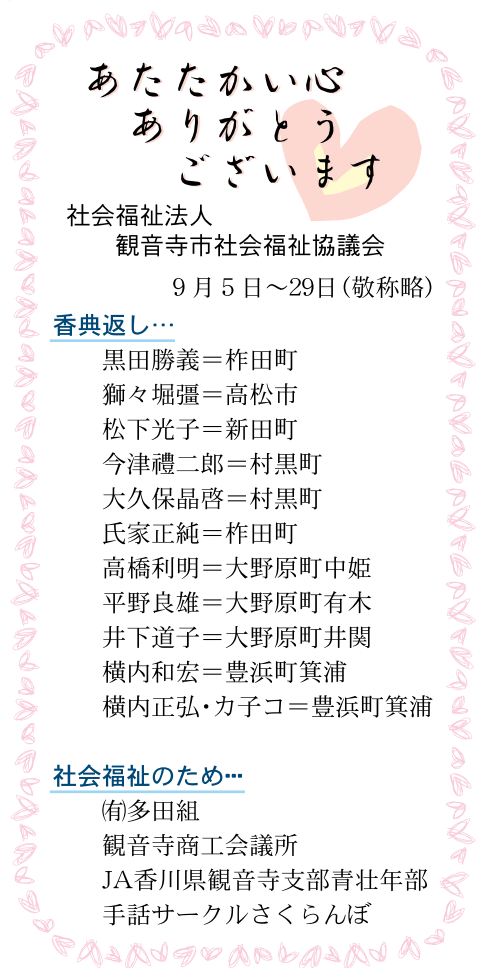 あたたかい心
ありがとう
ございます
社会福祉法人
観音寺市社会福祉協議会
９月５日～29日（敬称略）
香典返し…
黒田勝義＝柞田町
獅々堀彊＝高松市
松下光子＝新田町
今津禮二郎＝村黒町
大久保晶啓＝村黒町
氏家正純＝柞田町
高橋利明＝大野原町中姫
平野良雄＝大野原町有木
井下道子＝大野原町井関
横内和宏＝豊浜町箕浦
横内正弘・カ子コ＝豊浜町箕浦
社会福祉のため…
㈲多田組
観音寺商工会議所
JA香川県観音寺支部青壮年部
手話サークルさくらんぼ